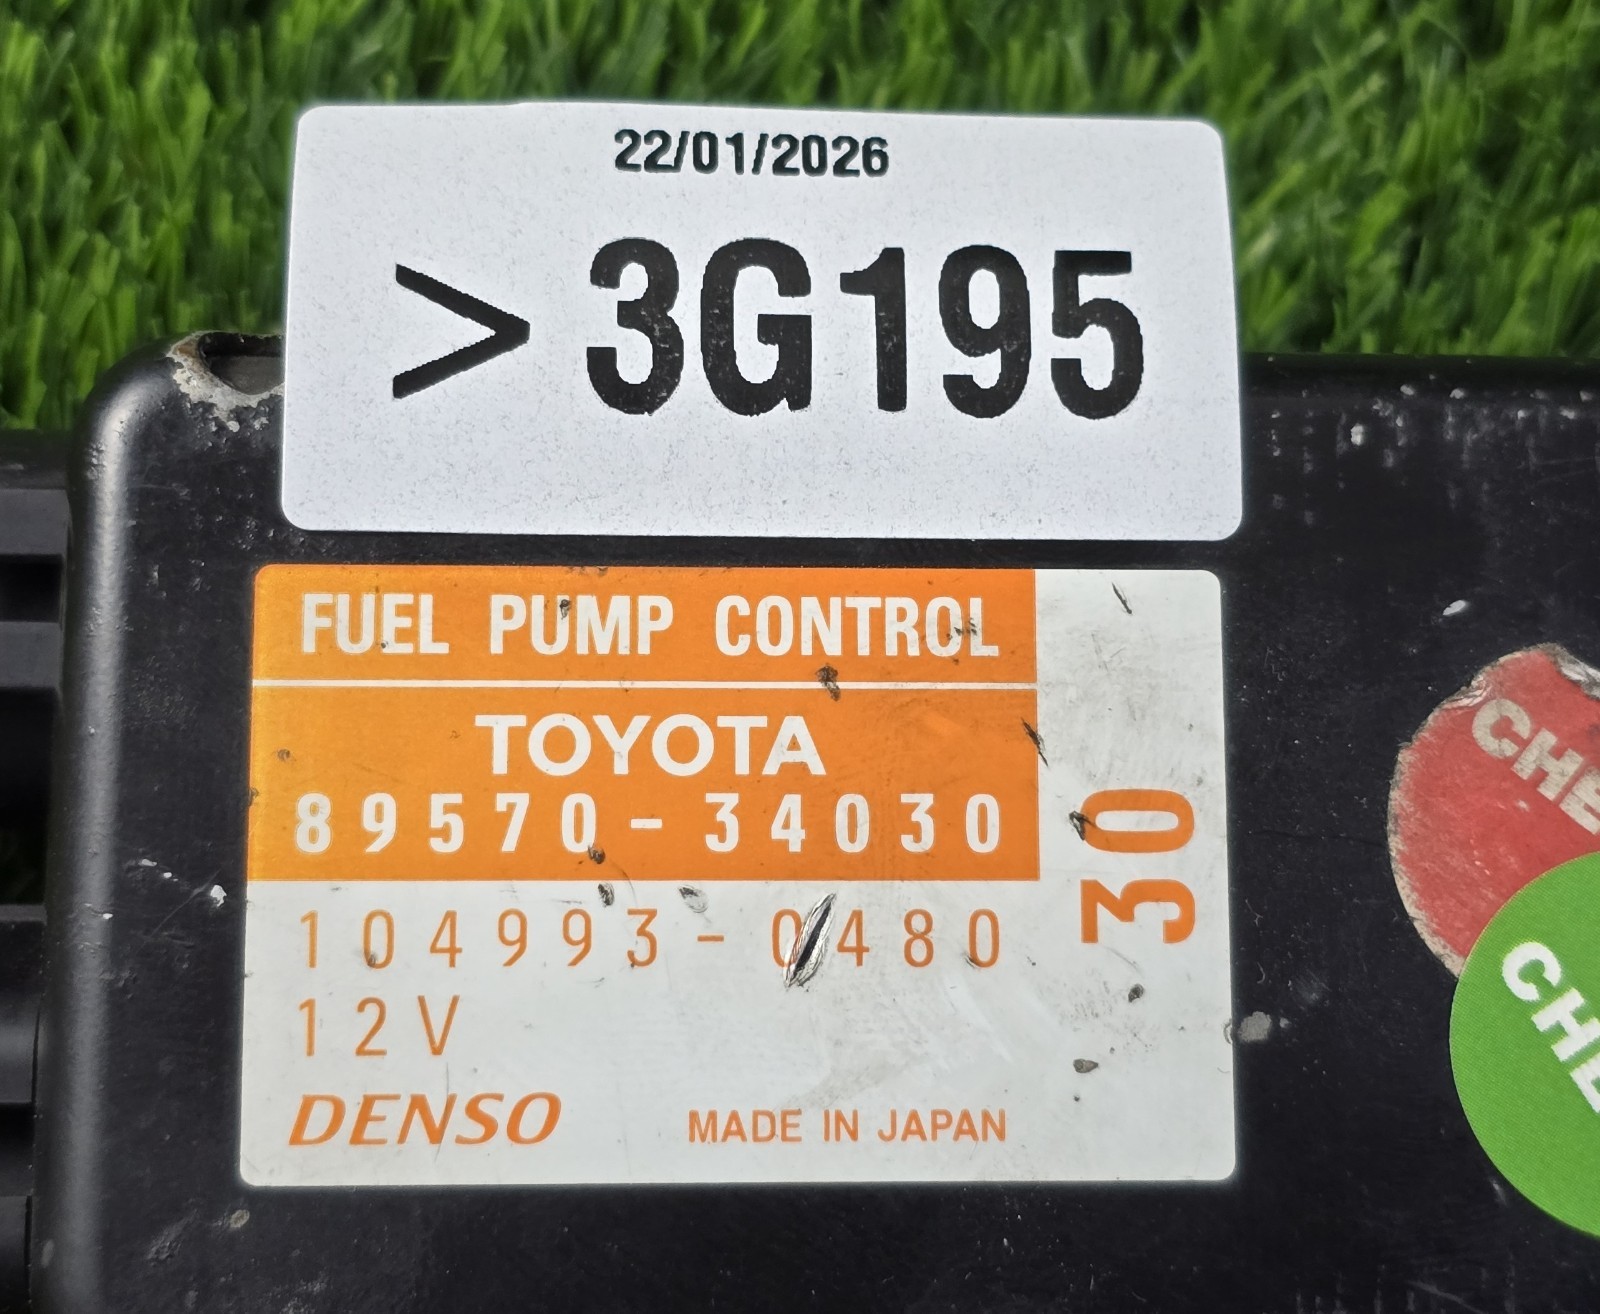 22/01/2026
> 3G195
FUEL PUMP CONTROL
TOYOTA
89570-34030
30
104993-0480
12V
DENSO
MADE IN JAPAN